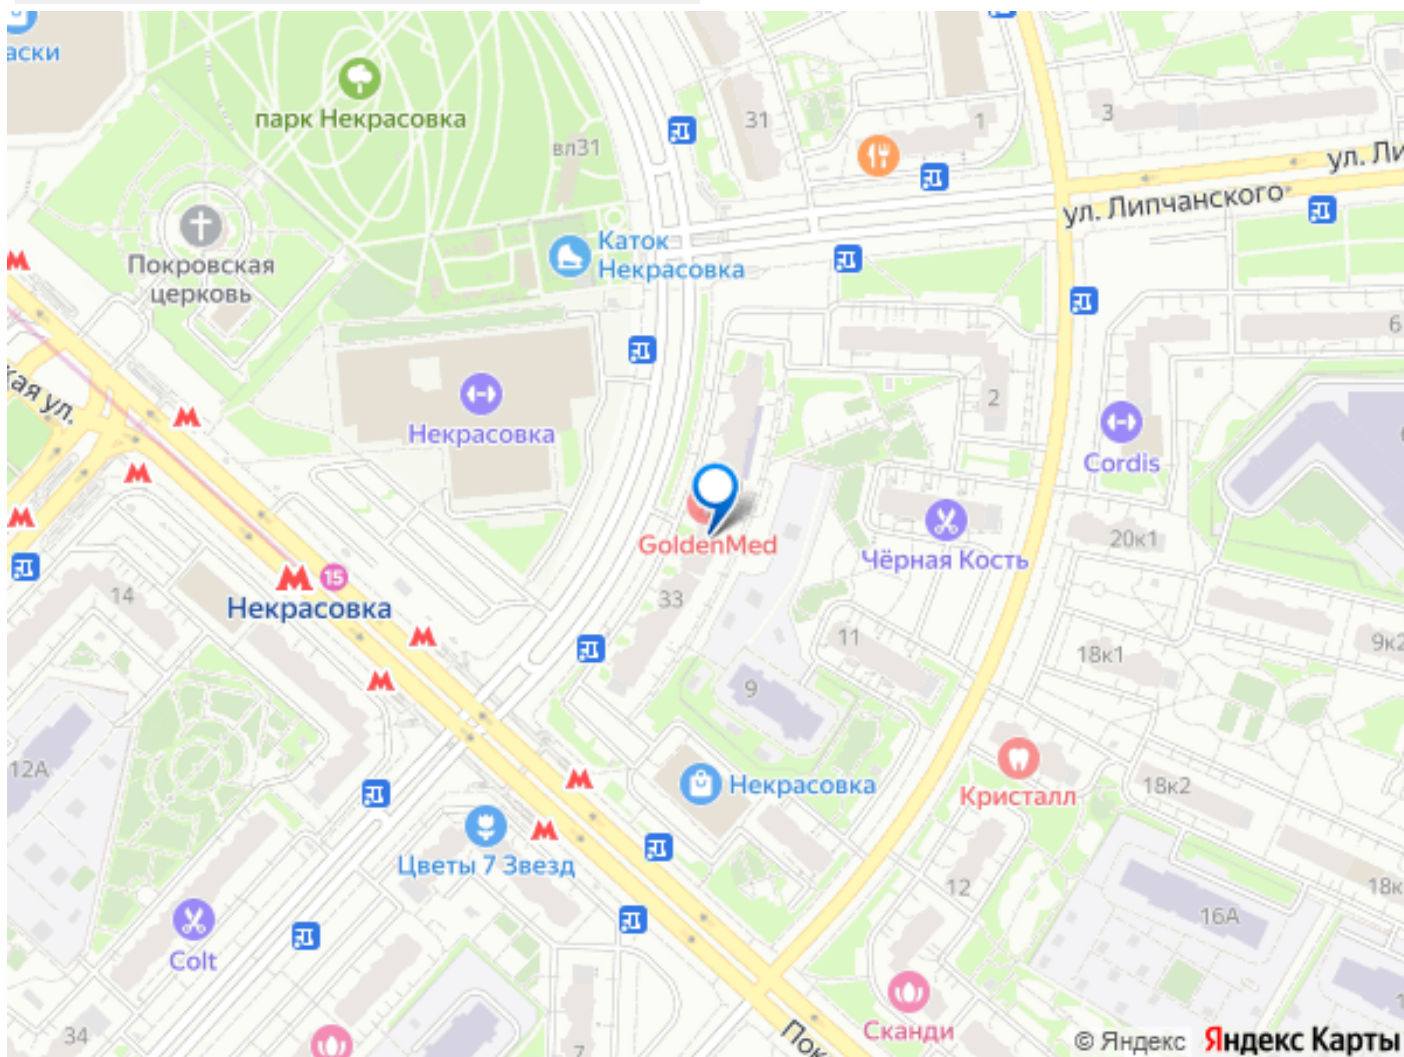 аски
парк Некрасовка
вл31
31
1
3
ул. Ли
ул. Липчанского
Покровская
церковь
Каток
Некрасовка
М
6
кая ул.
М
Некрасовка
2
Cordis
М
М
GoldenMed
Чёрная Кость
20к1
14
М
15
Некрасовка
33
М
11
9к2
18к1
М
9
12А
М
Некрасовка
Кристалл
18к2
М
Цветы 7 Звезд
12
18к
16А
Colt
34
7
Сканди
Пок
© Яндекс
Яндекс Карты